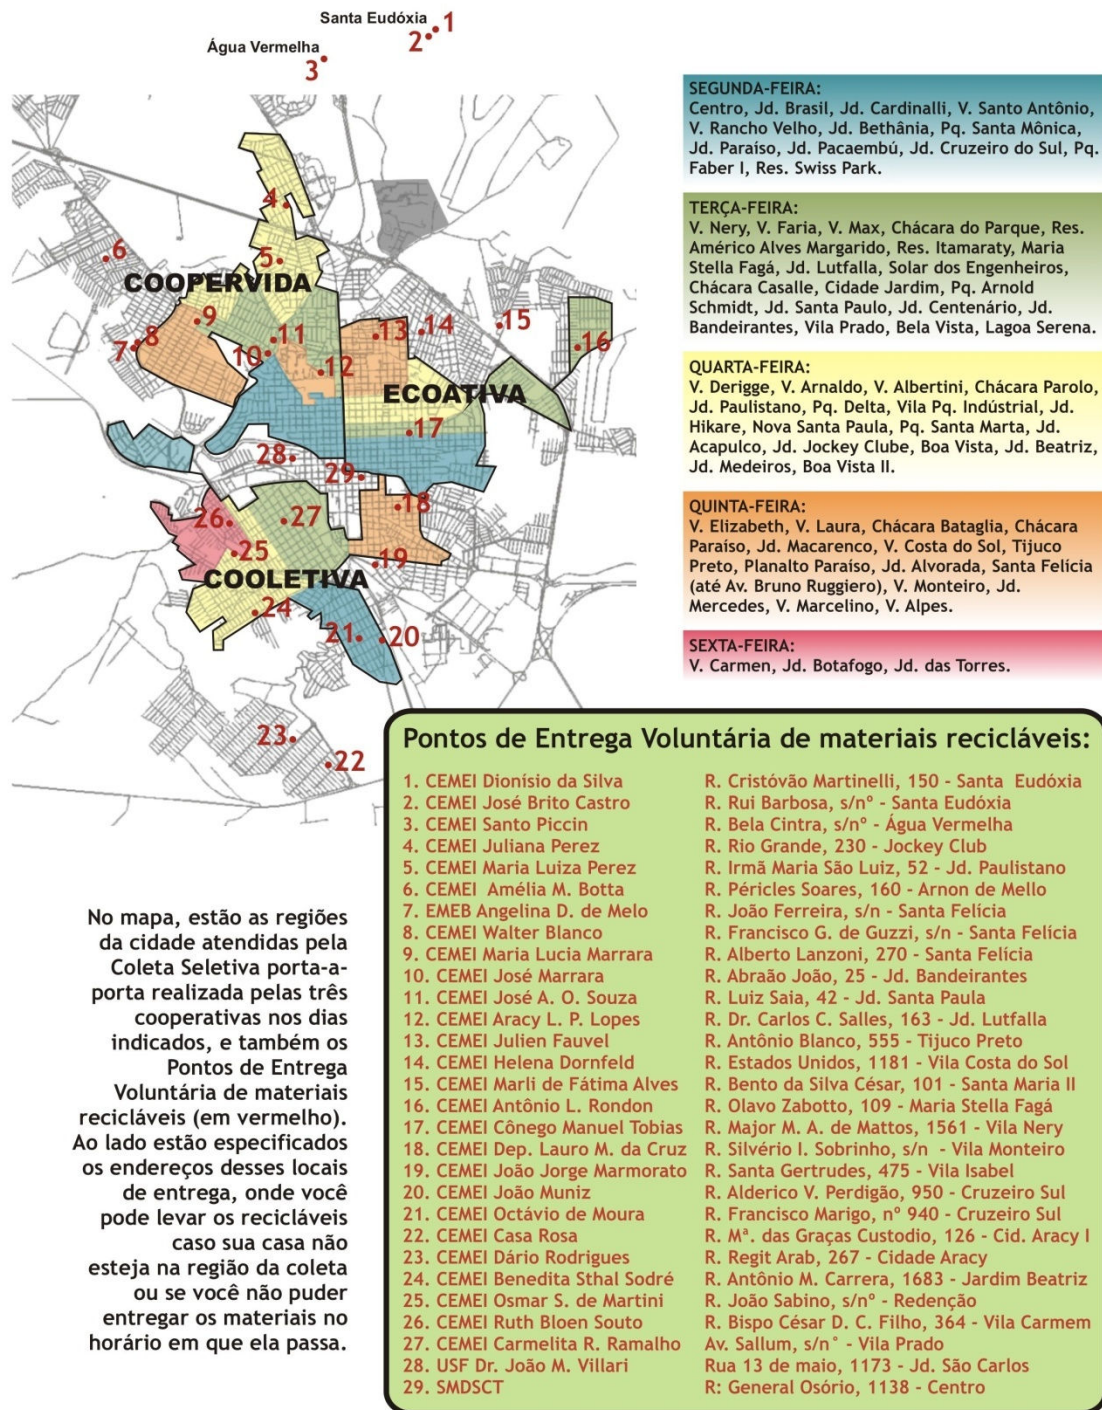 Santa Eudóxia
1
2
Água Vermelha
3
4
5
6
COOPERVIDA
9
8
7
11
10
12
13
14
15
16
ECOATIVA
17
28
29
18
26
27
25
19
COOLETIVA
24
21
20
23
22
SEGUNDA-FEIRA:
Centro, Jd. Brasil, Jd. Cardinalli, V. Santo Antônio,
V. Rancho Velho, Jd. Bethânia, Pq. Santa Mônica,
Jd. Paraíso, Jd. Pacaembú, Jd. Cruzeiro do Sul, Pq.
Faber I, Res. Swiss Park.
TERÇA-FEIRA:
V. Nery, V. Faria, V. Max, Chácara do Parque, Res.
Américo Alves Margarido, Res. Itamaraty, Maria
Stella Fagá, Jd. Lutfalla, Solar dos Engenheiros,
Chácara Casalle, Cidade Jardim, Pq. Arnold
Schmidt, Jd. Santa Paulo, Jd. Centenário, Jd.
Bandeirantes, Vila Prado, Bela Vista, Lagoa Serena.
QUARTA-FEIRA:
V. Derigge, V. Arnaldo, V. Albertini, Chácara Parolo,
Jd. Paulistano, Pq. Delta, Vila Pq. Indústrial, Jd.
Hikare, Nova Santa Paula, Pq. Santa Marta, Jd.
Acapulco, Jd. Jockey Clube, Boa Vista, Jd. Beatriz,
Jd. Medeiros, Boa Vista II.
QUINTA-FEIRA:
V. Elizabeth, V. Laura, Chácara Bataglia, Chácara
Paraíso, Jd. Macarenco, V. Costa do Sol, Tijuco
Preto, Planalto Paraíso, Jd. Alvorada, Santa Felícia
(até Av. Bruno Ruggiero), V. Monteiro, Jd.
Mercedes, V. Marcelino, V. Alpes.
SEXTA-FEIRA:
V. Carmen, Jd. Botafogo, Jd. das Torres.
No mapa, estão as regiões
da cidade atendidas pela
Coleta Seletiva porta-a-
porta realizada pelas três
cooperativas nos dias
indicados, e também os
Pontos de Entrega
Voluntária de materiais
recicláveis (em vermelho).
Ao lado estão especificados
os endereços desses locais
de entrega, onde você
pode levar os recicláveis
caso sua casa não
esteja na região da coleta
ou se você não puder
entregar os materiais no
horário em que ela passa.
Pontos de Entrega Voluntária de materiais recicláveis:
1. CEMEI Dionísio da Silva R. Cristóvão Martinelli, 150 - Santa Eudóxia
2. CEMEI José Brito Castro R. Rui Barbosa, s/nº - Santa Eudóxia
3. CEMEI Santo Piccin R. Bela Cintra, s/nº - Água Vermelha
4. CEMEI Juliana Perez R. Rio Grande, 230 - Jockey Club
5. CEMEI Maria Luiza Perez R. Irmã Maria São Luiz, 52 - Jd. Paulistano
6. CEMEI Amélia M. Botta R. Péricles Soares, 160 - Arnon de Mello
7. EMEB Angelina D. de Melo R. João Ferreira, s/n - Santa Felícia
8. CEMEI Walter Blanco R. Francisco G. de Guzzi, s/n - Santa Felícia
9. CEMEI Maria Lucia Marrara R. Alberto Lanzoni, 270 - Santa Felícia
10. CEMEI José Marrara R. Abraão João, 25 - Jd. Bandeirantes
11. CEMEI José A. O. Souza R. Luiz Saia, 42 - Jd. Santa Paula
12. CEMEI Aracy L. P. Lopes R. Dr. Carlos C. Salles, 163 - Jd. Lutfalla
13. CEMEI Julien Fauvel R. Antônio Blanco, 555 - Tijuco Preto
14. CEMEI Helena Dornfeld R. Estados Unidos, 1181 - Vila Costa do Sol
15. CEMEI Marli de Fátima Alves R. Bento da Silva César, 101 - Santa Maria II
16. CEMEI Antônio L. Rondon R. Olavo Zabotto, 109 - Maria Stella Fagá
17. CEMEI Cônego Manuel Tobias R. Major M. A. de Mattos, 1561 - Vila Nery
18. CEMEI Dep. Lauro M. da Cruz R. Silvério I. Sobrinho, s/n - Vila Monteiro
19. CEMEI João Jorge Marmorato R. Santa Gertrudes, 475 - Vila Isabel
20. CEMEI João Muniz R. Alderico V. Perdigão, 950 - Cruzeiro Sul
21. CEMEI Octávio de Moura R. Francisco Marigo, nº 940 - Cruzeiro Sul
22. CEMEI Casa Rosa R. Mª. das Graças Custodio, 126 - Cid. Aracy I
23. CEMEI Dário Rodrigues R. Regit Arab, 267 - Cidade Aracy
24. CEMEI Benedita Sthal Sodré R. Antônio M. Carrera, 1683 - Jardim Beatriz
25. CEMEI Osmar S. de Martini R. João Sabino, s/nº - Redenção
26. CEMEI Ruth Bloen Souto R. Bispo César D. C. Filho, 364 - Vila Carmem
27. CEMEI Carmelita R. Ramalho Av. Sallum, s/n° - Vila Prado
28. USF Dr. João M. Villari Rua 13 de maio, 1173 - Jd. São Carlos
29. SMDSCT R: General Osório, 1138 - Centro